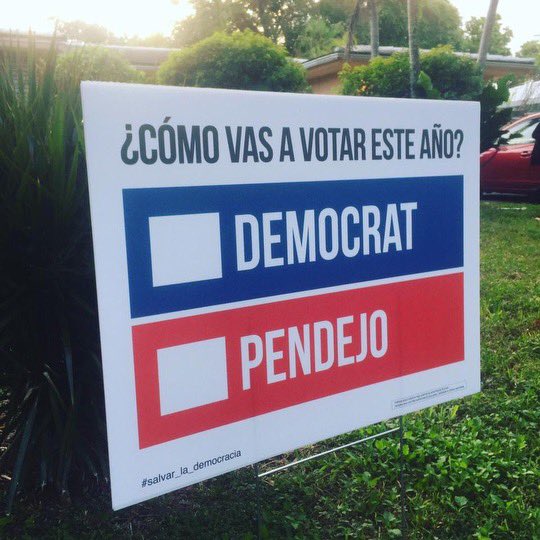 ¿CÓMO VAS A VOTAR ESTE AÑO?
DEMOCRAT
PENDEJO
#salvar_la_democracia